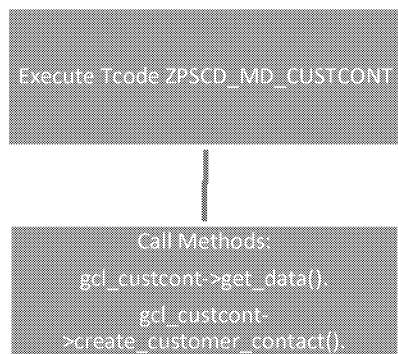 Execute Tcode ZPSCD_MD_CUSTCONT
Call Methods:
gcl_custcont->get_data().
gcl_custcont-
>create_customer_contact().